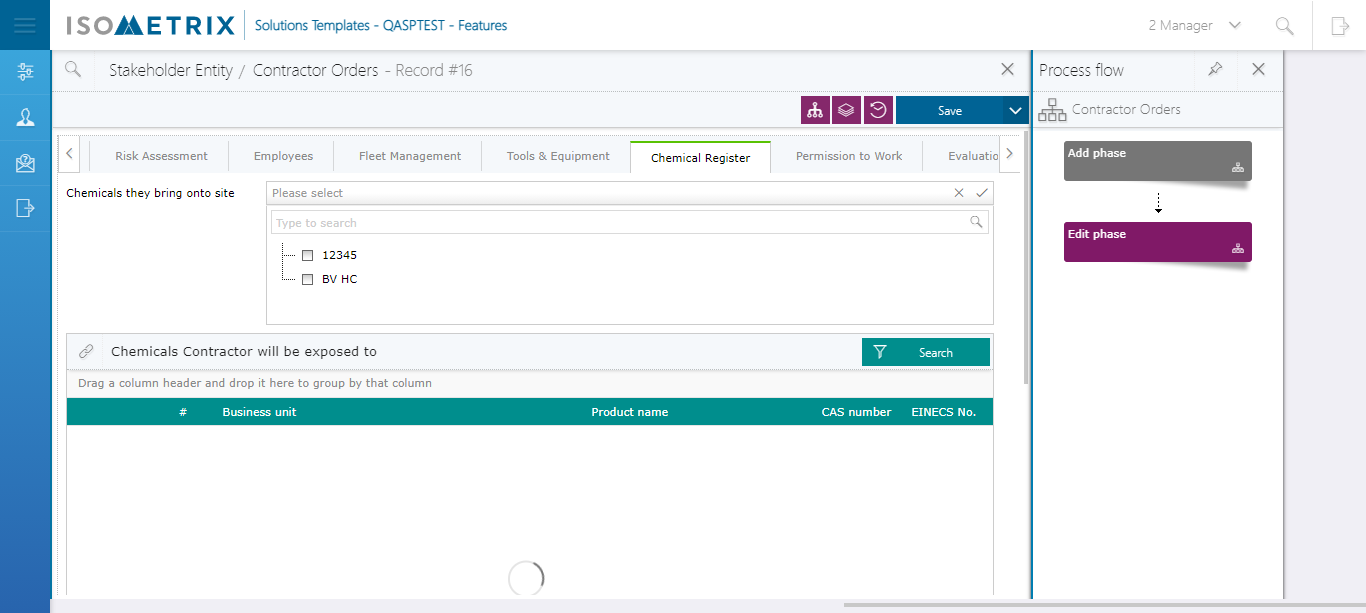 ISOMETRIX
Solutions Templates - QASPTEST - Features
2 Manager
Stakeholder Entity / Contractor Orders - Record #16
Process flow
Save
Contractor Orders
Risk Assessment
Employees
Fleet Management
Tools & Equipment
Chemical Register
Permission to Work
Evaluatio
Add phase
Chemicals they bring onto site
Please select
Type to search
Edit phase
12345
BV HC
Chemicals Contractor will be exposed to
Search
Drag a column header and drop it here to group by that column
# Business unit Product name CAS number EINECS No.